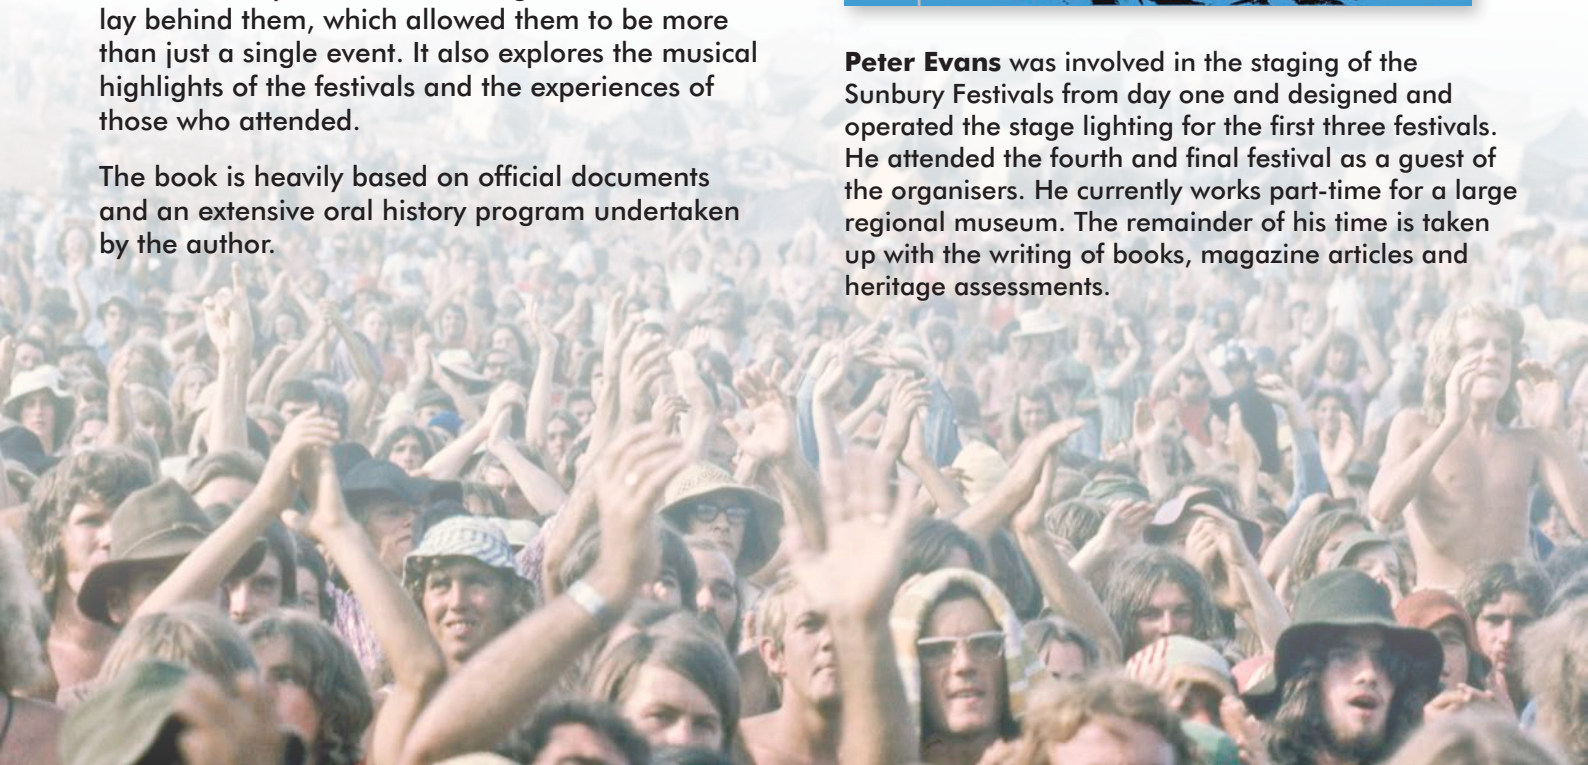 lay behind them, which allowed them to be more
than just a single event. It also explores the musical
highlights of the festivals and the experiences of
those who attended.
The book is heavily based on official documents
and an extensive oral history program undertaken
by the author.
Peter Evans was involved in the staging of the
Sunbury Festivals from day one and designed and
operated the stage lighting for the first three festivals.
He attended the fourth and final festival as a guest of
the organisers. He currently works part-time for a large
regional museum. The remainder of his time is taken
up with the writing of books, magazine articles and
heritage assessments.